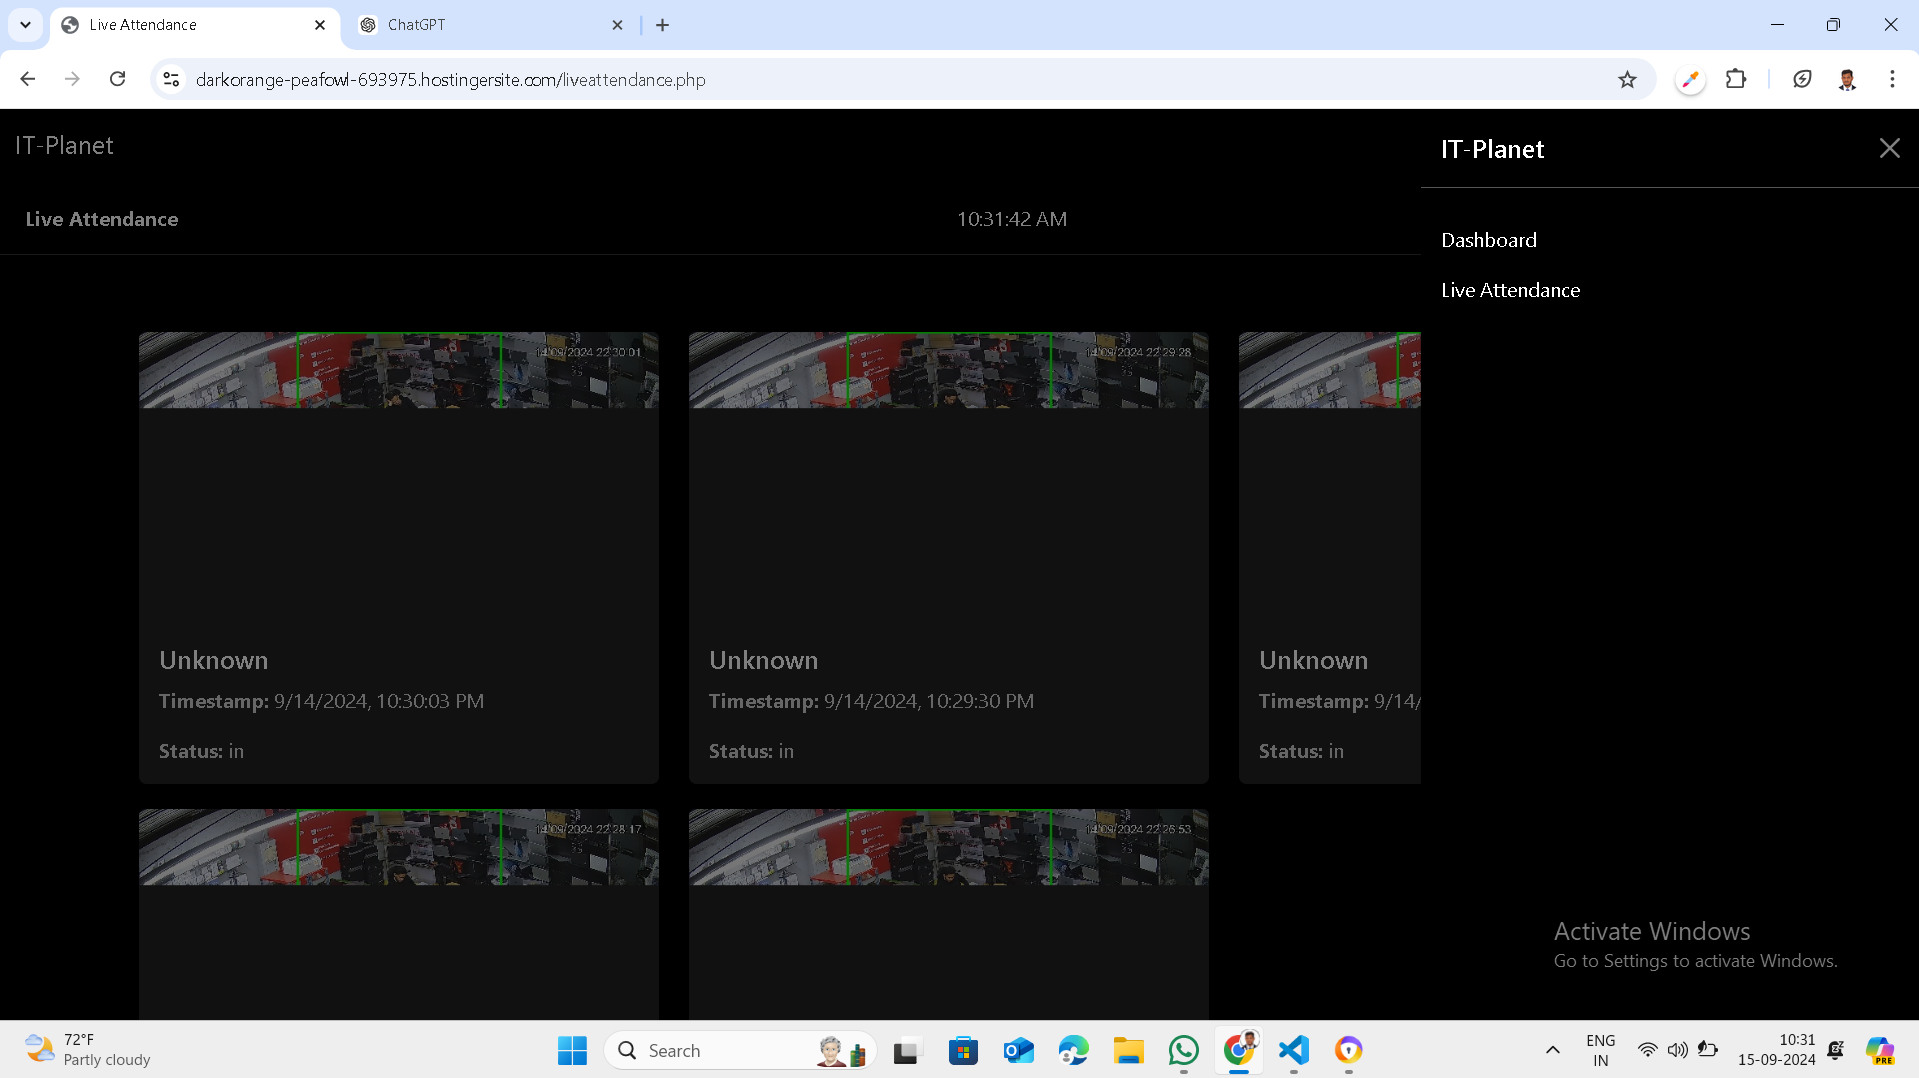 Live Attendance
ChatGPT
darkorange-peafowl-693975.hostingersite.com/liveattendance.php
IT-Planet
IT-Planet
Live Attendance
10:31:42 AM
Dashboard
Live Attendance
14/09/2024 22:30:01
14/09/2024 22:29:28
Unknown
Timestamp: 9/14/2024, 10:30:03 PM
Status: in
Unknown
Timestamp: 9/14/2024, 10:29:30 PM
Status: in
Unknown
Timestamp: 9/14/
Status: in
14/09/2024 22:28:17
14/09/2024 22:26:53
Activate Windows
Go to Settings to activate Windows.
72°F
Partly cloudy
Search
PRE
ENG
IN
10:31
15-09-2024